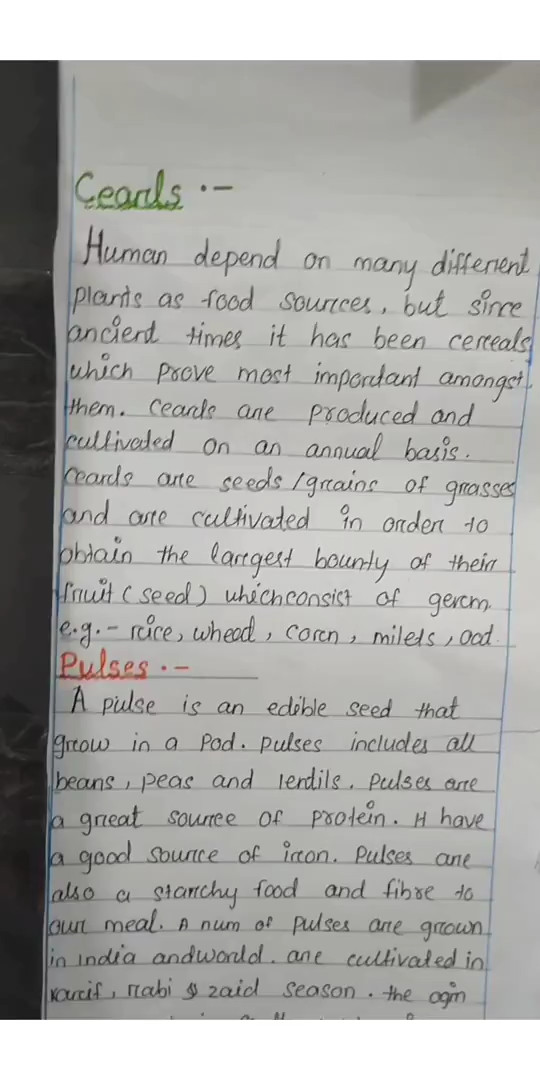 Cearls :-
Human depend on many different
plants as food sources, but since
ancient times it has been cereals
which prove most important amongst
them. Cearls are produced and
cultivated on an annual basis.
Cearls are seeds/grains of grasses
and are cultivated in order to
obtain the largest bounty of their
fruit (seed) which consist of germ
e.g. - rice, wheat, corn, milets, oat.
Pulses :-
A pulse is an edible seed that
grow in a pod. Pulses includes all
beans, peas and lentils. Pulses are
a great source of protein. It have
a good source of iron. Pulses are
also a starchy food and fibre to
our meal. A num of pulses are grown
in India and world. are cultivated in
rabi & zaid season. the